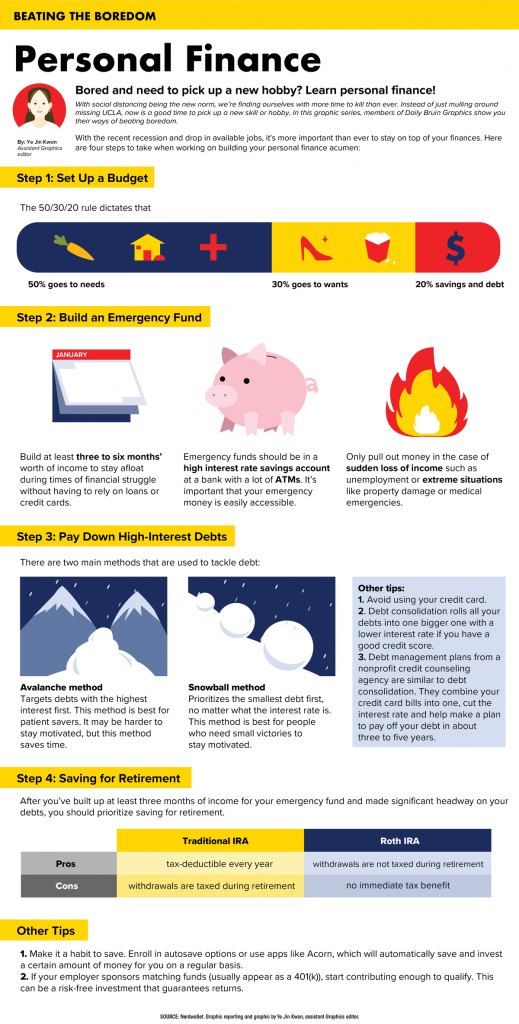 BEATING THE BOREDOM
Personal Finance
Bored and need to pick up a new hobby? Learn personal finance!
With social distancing being the new norm, we're finding ourselves with more time to kill than ever. Instead of just mulling around
missing UCLA, now is a good time to pick up a new skill or hobby. In this graphic series, members of Daily Bruin Graphics show you
their ways of beating boredom.
By: Ye Jin Kwon
Assistant Graphics
editor
With the recent recession and drop in available jobs, it's more important than ever to stay on top of your finances. Here
are four steps to take when working on building your personal finance acumen:
Step 1: Set Up a Budget
The 50/30/20 rule dictates that
$
50% goes to needs
30% goes to wants
20% savings and debt
Step 2: Build an Emergency Fund
JANUARY
Build at least three to six months'
worth of income to stay afloat
during times of financial struggle
without having to rely on loans or
credit cards.
Emergency funds should be in a
high interest rate savings account
at a bank with a lot of ATMs. It's
important that your emergency
money is easily accessible.
Only pull out money in the case of
sudden loss of income such as
unemployment or extreme situations
like property damage or medical
emergencies.
Step 3: Pay Down High-Interest Debts
There are two main methods that are used to tackle debt:
Avalanche method
Targets debts with the highest
interest first. This method is best for
patient savers. It may be harder to
stay motivated, but this method
saves time.
Snowball method
Prioritizes the smallest debt first,
no matter what the interest rate is.
This method is best for people
who need small victories to
stay motivated.
Other tips:
1. Avoid using your credit card.
2. Debt consolidation rolls all your
debts into one bigger one with a
lower interest rate if you have a
good credit score.
3. Debt management plans from a
nonprofit credit counseling
agency are similar to debt
consolidation. They combine your
credit card bills into one, cut the
interest rate and help make a plan
to pay off your debt in about
three to five years.
Step 4: Saving for Retirement
After you've built up at least three months of income for your emergency fund and made significant headway on your
debts, you should prioritize saving for retirement.
Traditional IRA
Roth IRA
Pros
tax-deductible every year
withdrawals are not taxed during retirement
Cons
withdrawals are taxed during retirement
no immediate tax benefit
Other Tips
1. Make it a habit to save. Enroll in autosave options or use apps like Acorn, which will automatically save and invest
a certain amount of money for you on a regular basis.
2. If your employer sponsors matching funds (usually appear as a 401(k)), start contributing enough to qualify. This
can be a risk-free investment that guarantees returns.
SOURCE: Nerdwallet. Graphic reporting and graphic by Ye Jin Kwon, assistant Graphics editor.